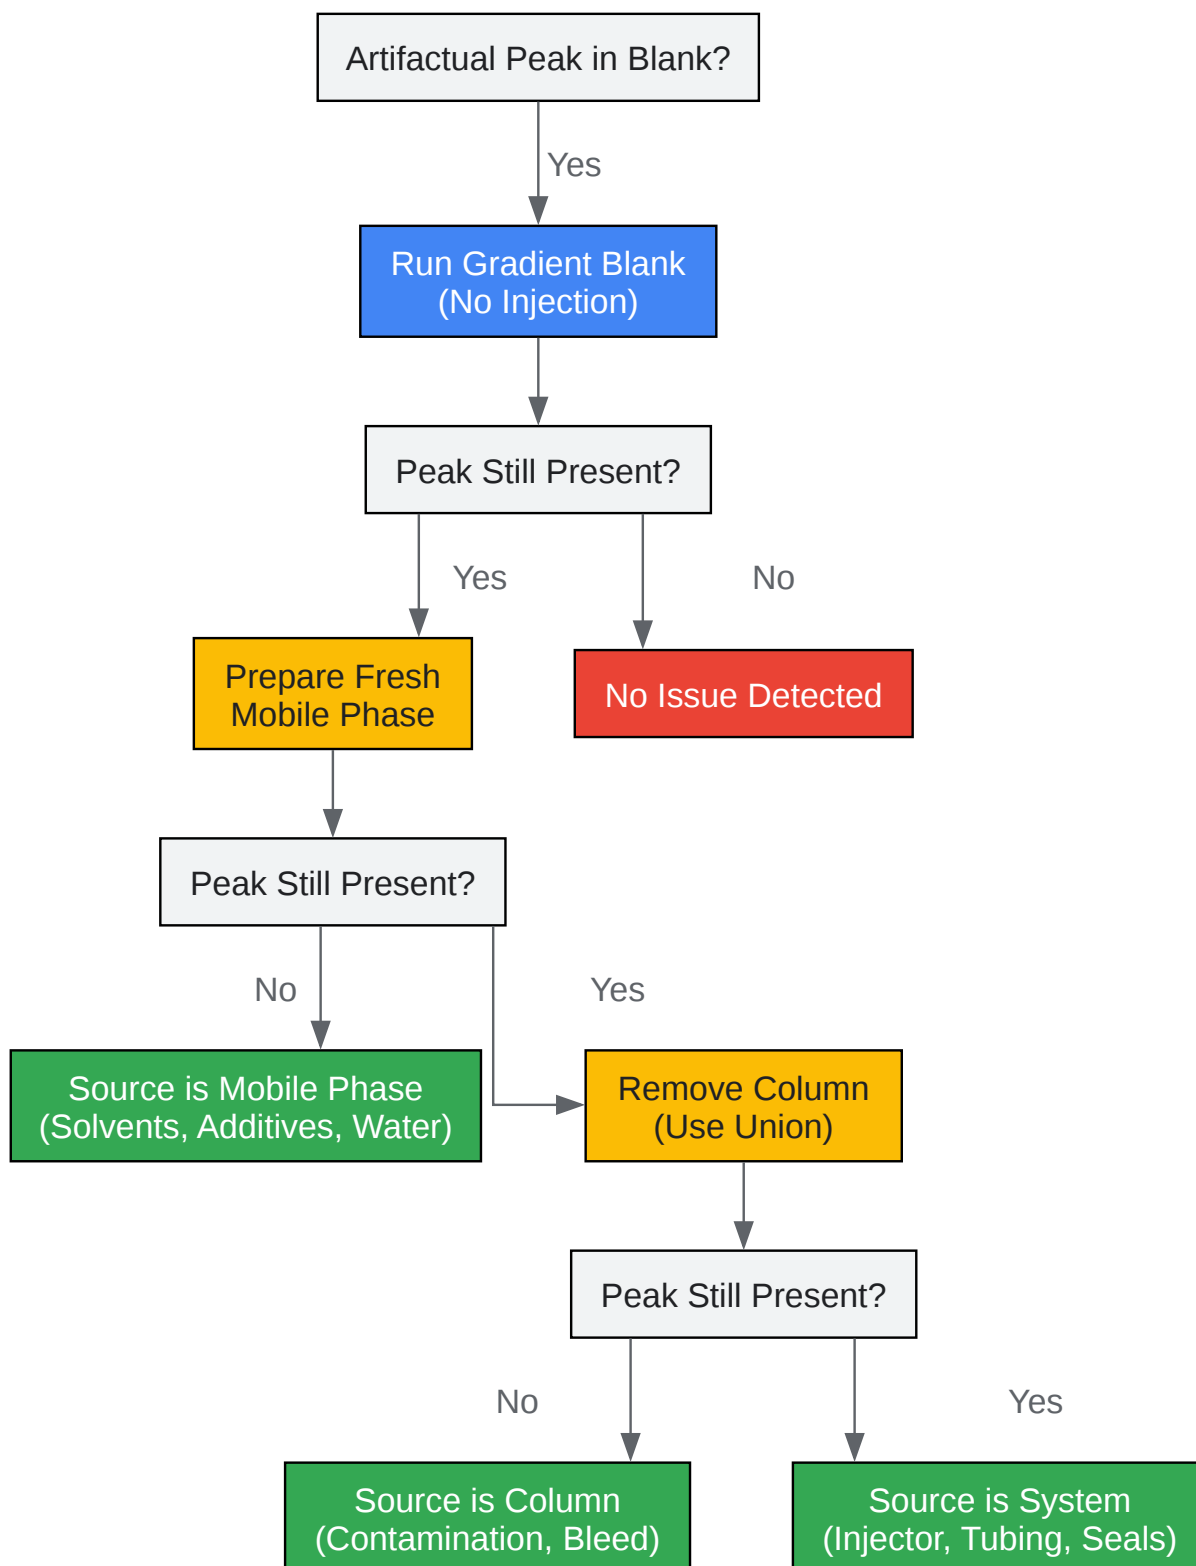 Artifactual Peak in Blank?
Yes
Run Gradient Blank
(No Injection)
Peak Still Present?
Yes
No
Prepare Fresh
Mobile Phase
No Issue Detected
Peak Still Present?
No
Yes
Source is Mobile Phase
(Solvents, Additives, Water)
Remove Column
(Use Union)
Peak Still Present?
No
Yes
Source is Column
(Contamination, Bleed)
Source is System
(Injector, Tubing, Seals)